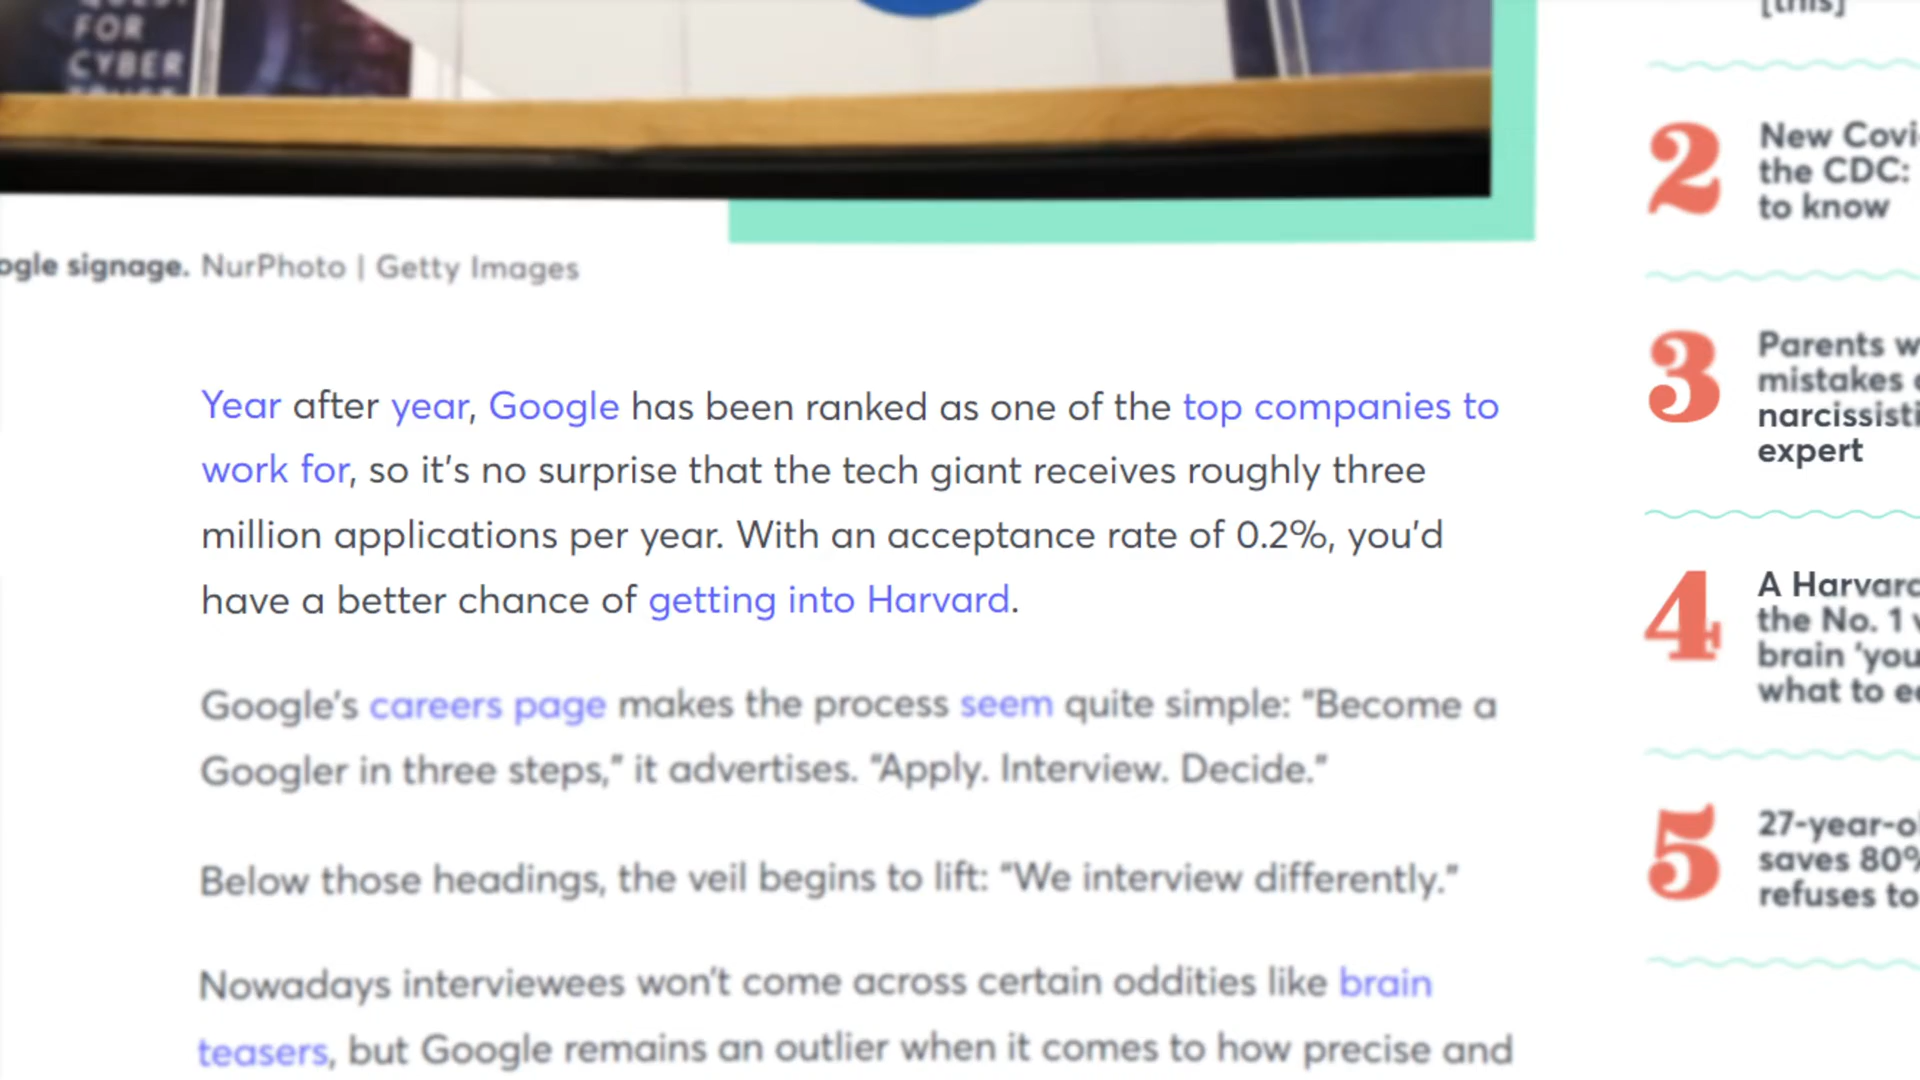 FOR
CYBER
ogle signage. NurPhoto | Getty Images
Year after year, Google has been ranked as one of the top companies to
work for, so it's no surprise that the tech giant receives roughly three
million applications per year. With an acceptance rate of 0.2%, you'd
have a better chance of getting into Harvard.
Google's careers page makes the process seem quite simple: "Become a
Googler in three steps," it advertises. "Apply. Interview. Decide."
Below those headings, the veil begins to lift: "We interview differently."
Nowadays interviewees won't come across certain oddities like brain
teasers, but Google remains an outlier when it comes to how precise and
[this]
2
New Covi
the CDC:
to know
3
Parents w
mistakes
narcissisti
expert
4
A Harvard
the No. 1
brain 'you
what to e
5
27-year-ol
saves 80%
refuses to